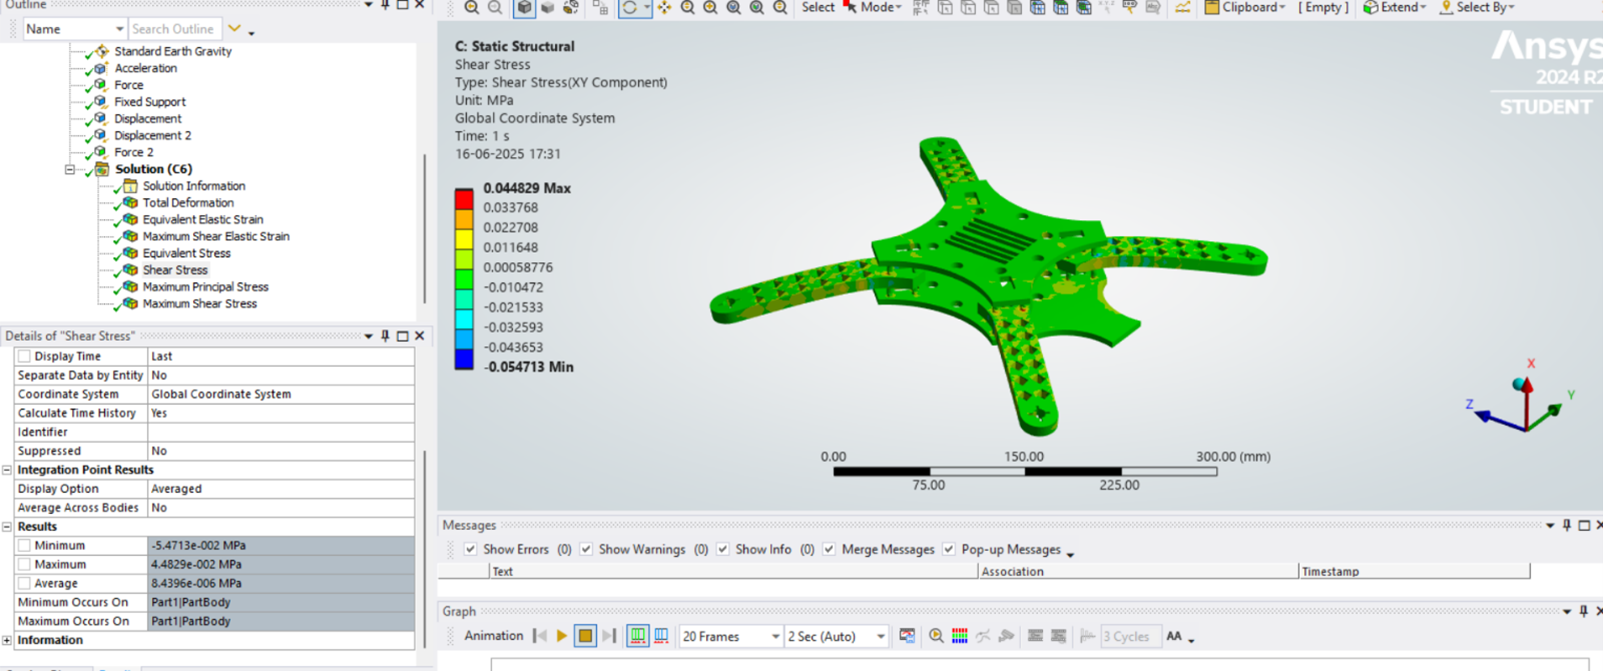 Outline
Name
Search Outline
Standard Earth Gravity
Acceleration
Force
Fixed Support
Displacement
Displacement 2
Force 2
Solution (C6)
Solution Information
Total Deformation
Equivalent Elastic Strain
Maximum Shear Elastic Strain
Equivalent Stress
Shear Stress
Maximum Principal Stress
Maximum Shear Stress
Details of "Shear Stress"
Display Time Last
Separate Data by Entity No
Coordinate System Global Coordinate System
Calculate Time History Yes
Identifier
Suppressed No
Integration Point Results
Display Option Averaged
Average Across Bodies No
Results
Minimum -5.4713e-002 MPa
Maximum 4.4829e-002 MPa
Average 8.4396e-006 MPa
Minimum Occurs On Part1|PartBody
Maximum Occurs On Part1|PartBody
Information
Select Mode Clipboard [ Empty ] Extend Select By
C: Static Structural
Shear Stress
Type: Shear Stress(XY Component)
Unit: MPa
Global Coordinate System
Time: 1 s
16-06-2025 17:31
0.044829 Max
0.033768
0.022708
0.011648
0.00058776
-0.010472
-0.021533
-0.032593
-0.043653
-0.054713 Min
Ansys
2024 R2
STUDENT
X
Y
Z
0.00 150.00 300.00 (mm)
75.00 225.00
Messages
Show Errors (0) Show Warnings (0) Show Info (0) Merge Messages Pop-up Messages
Text Association Timestamp
Graph
Animation 20 Frames 2 Sec (Auto) 3 Cycles AA